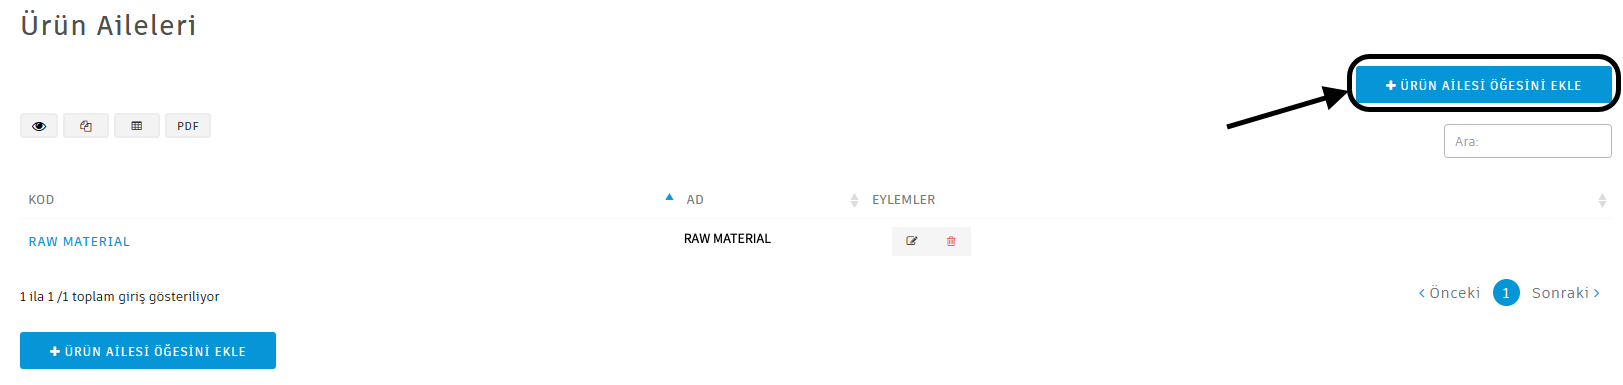 Ürün Aileleri
ÜRÜN AİLESİ ÖĞESİNİ EKLE
PDF
Ara:
KOD AD EYLEMLER
RAW MATERIAL RAW MATERIAL
1 ila 1 /1 toplam giriş gösteriliyor
Önceki 1 Sonraki
ÜRÜN AİLESİ ÖĞESİNİ EKLE